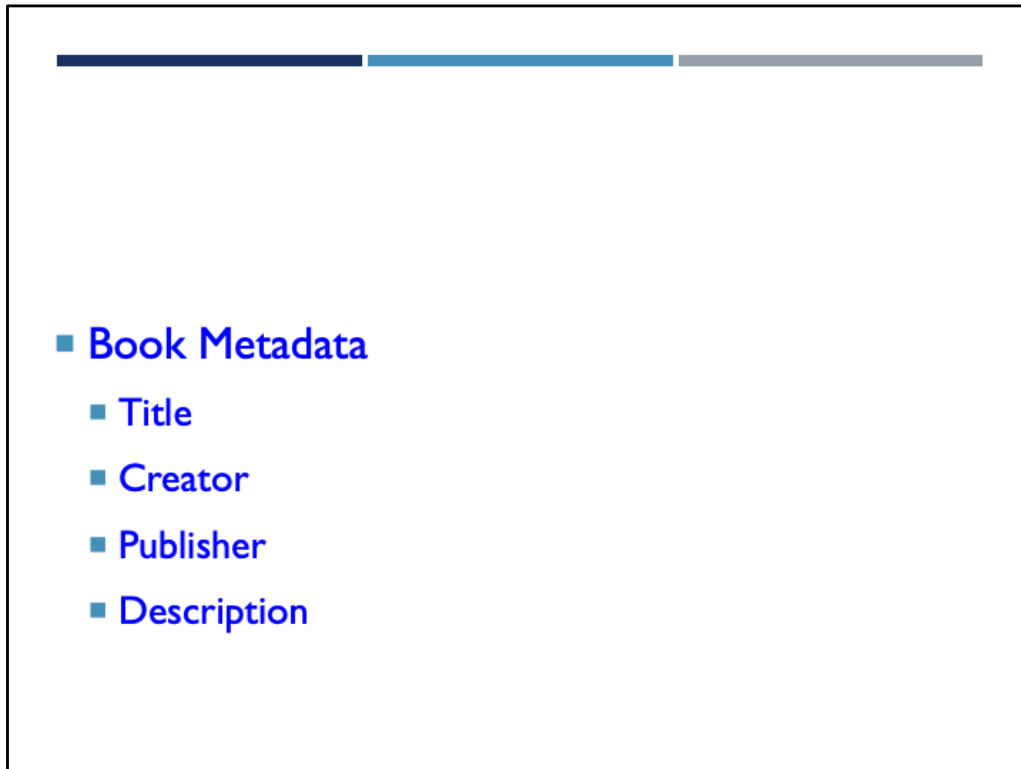 Book Metadata
Title
Creator
Publisher
Description